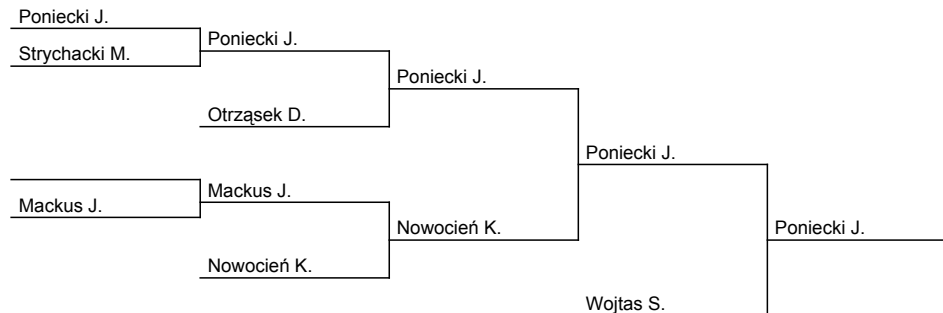 Poniecki J.
Poniecki J.
Strychacki M.
Poniecki J.
Otrząsek D.
Poniecki J.
Mackus J.
Mackus J.
Nowocień K.
Poniecki J.
Nowocień K.
Wojtas S.